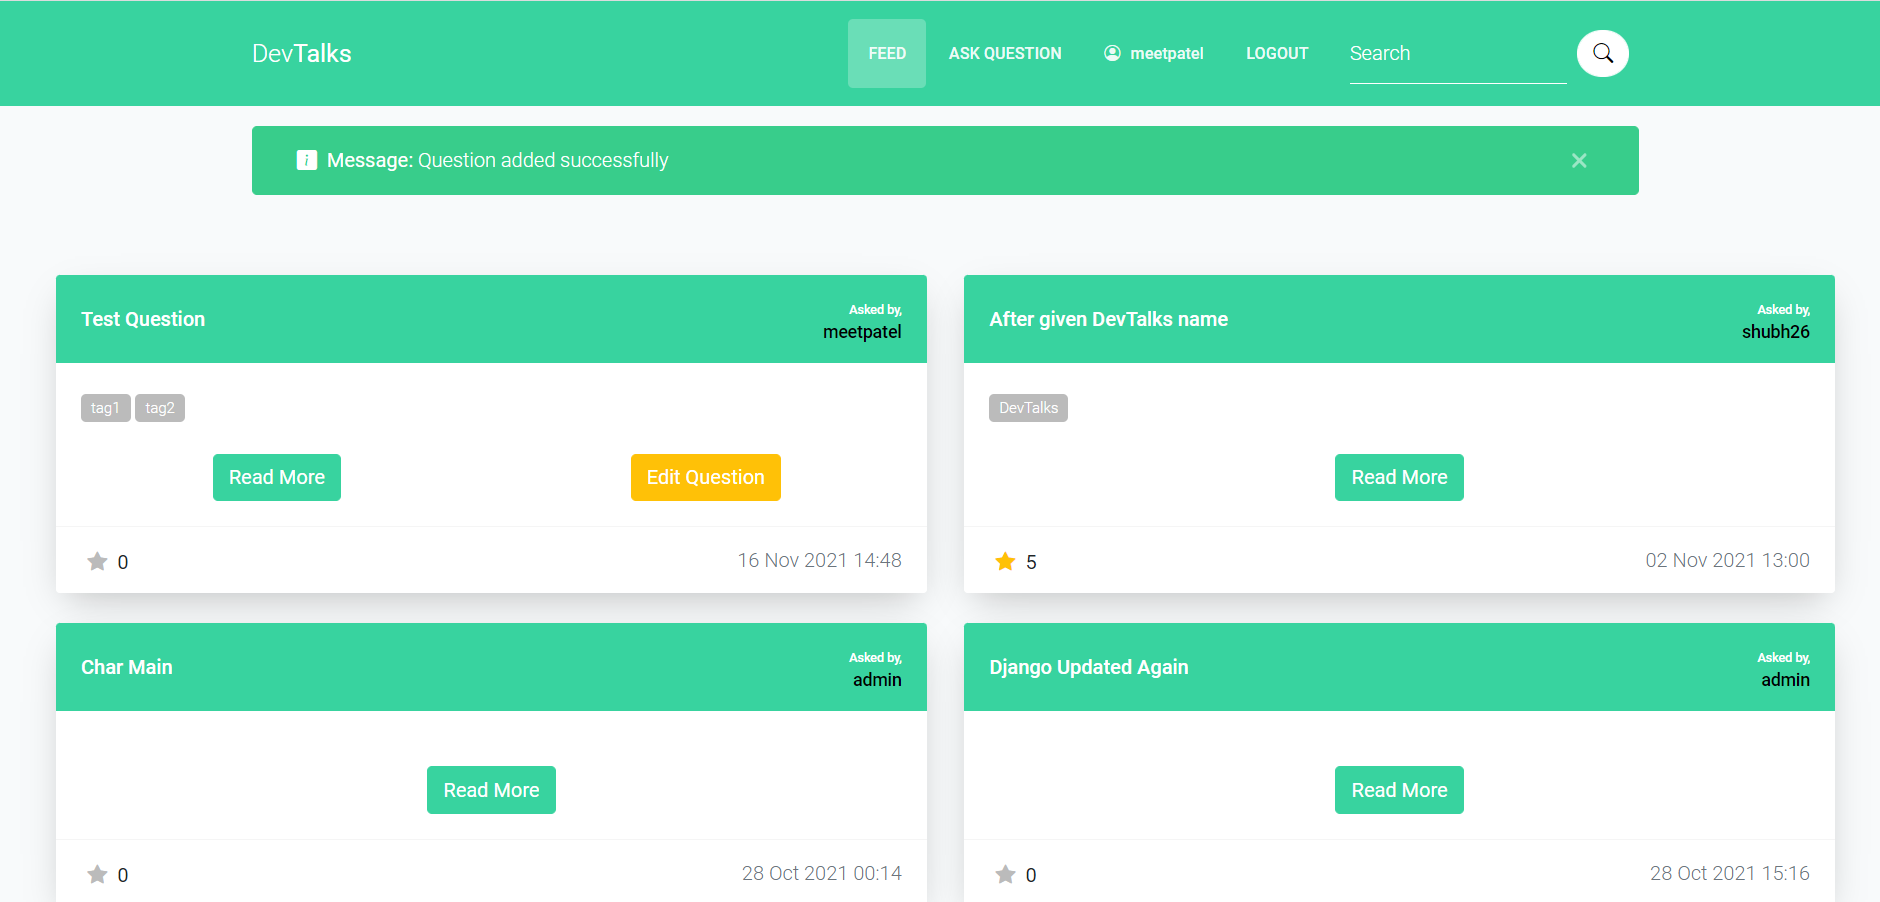 DevTalks
FEED
ASK QUESTION
meetpatel
LOGOUT
Search
Message: Question added successfully
Test Question
Asked by,
meetpatel
tag1
tag2
Read More
Edit Question
0
16 Nov 2021 14:48
After given DevTalks name
Asked by,
shubh26
DevTalks
Read More
5
02 Nov 2021 13:00
Char Main
Asked by,
admin
Read More
0
28 Oct 2021 00:14
Django Updated Again
Asked by,
admin
Read More
0
28 Oct 2021 15:16